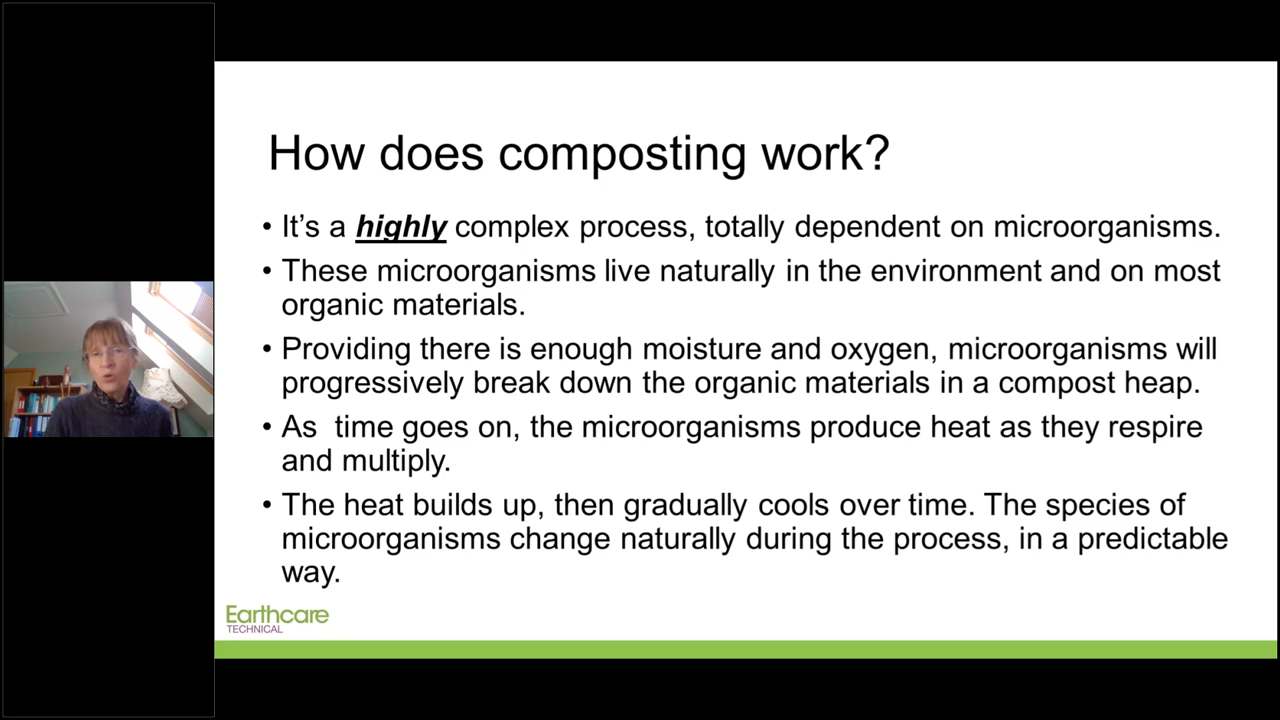 How does composting work?
• It's a highly complex process, totally dependent on microorganisms.
• These microorganisms live naturally in the environment and on most
organic materials.
• Providing there is enough moisture and oxygen, microorganisms will
progressively break down the organic materials in a compost heap.
• As  time goes on, the microorganisms produce heat as they respire
and multiply.
• The heat builds up, then gradually cools over time. The species of
microorganisms change naturally during the process, in a predictable
way.
Earthcare
TECHNICAL